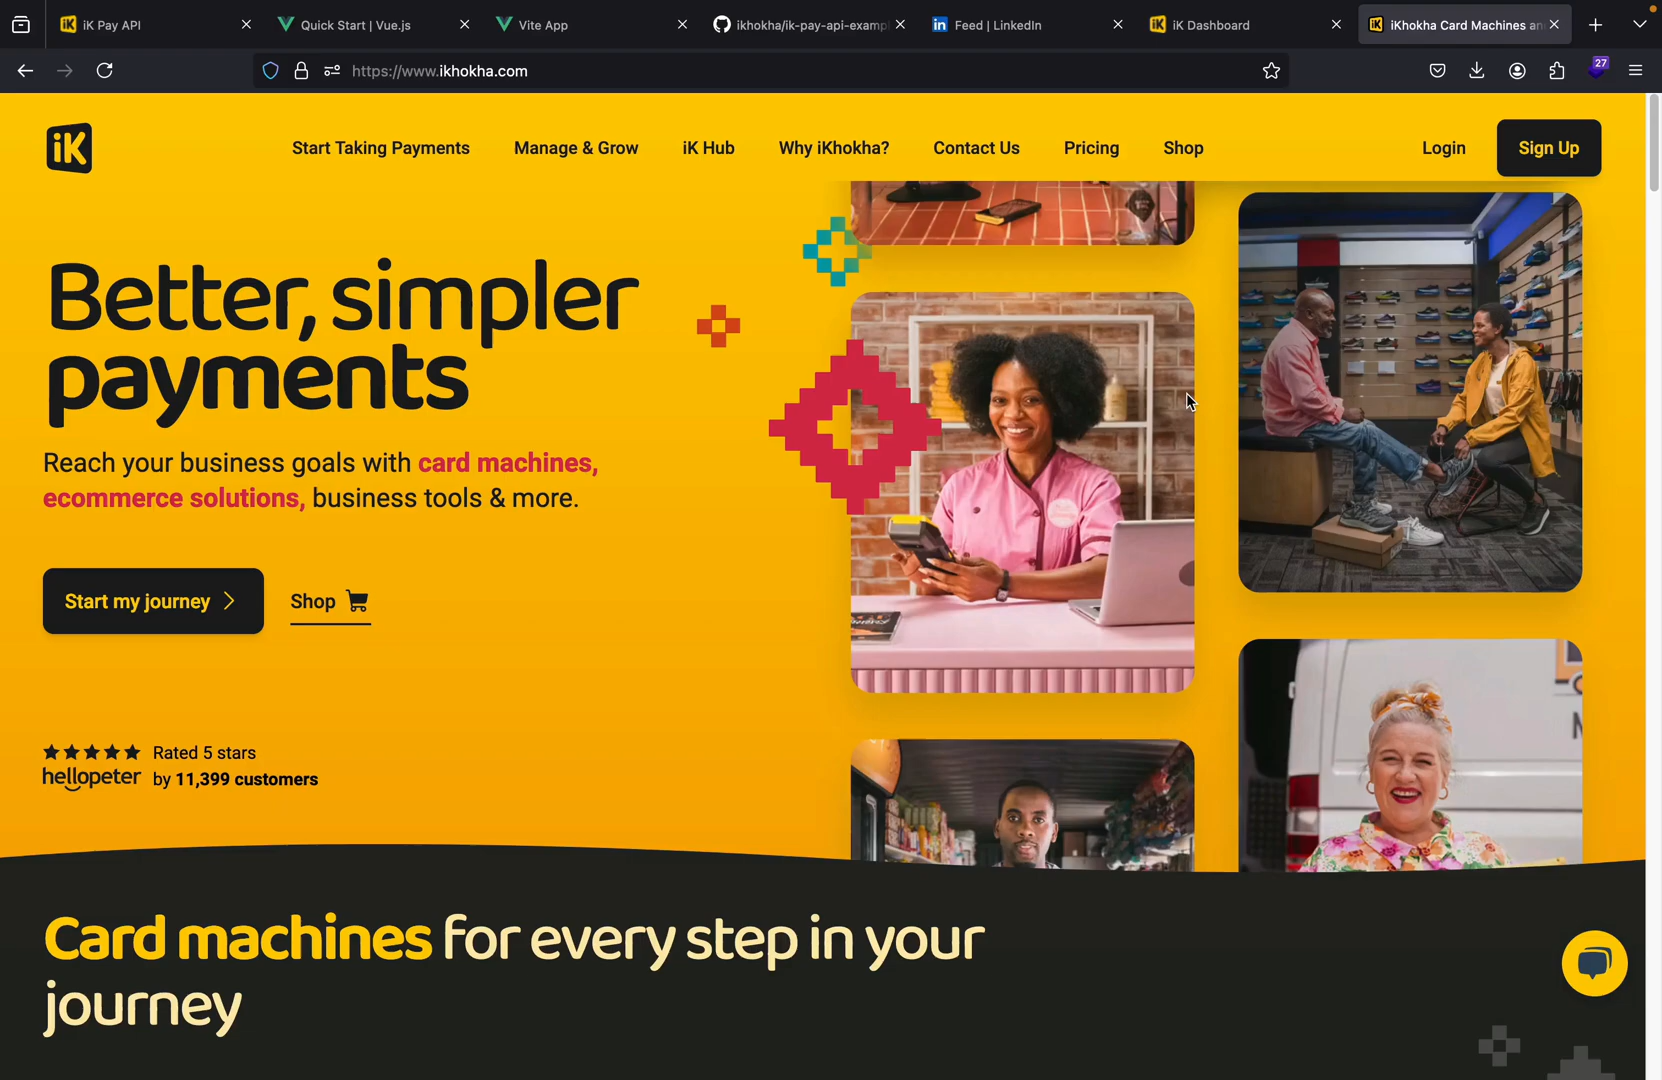 iK Pay API
Quick Start | Vue.js
Vite App
ikhokha/ik-pay-api-exampl
Feed | LinkedIn
iK Dashboard
iKhokha Card Machines an
https://www.ikhokha.com
27
iK
Start Taking Payments
Manage & Grow
iK Hub
Why iKhokha?
Contact Us
Pricing
Shop
Login
Sign Up
Better, simpler
payments
Reach your business goals with card machines,
ecommerce solutions, business tools & more.
Start my journey
Shop
Rated 5 stars
hellopeter by 11,399 customers
Card machines for every step in your
journey